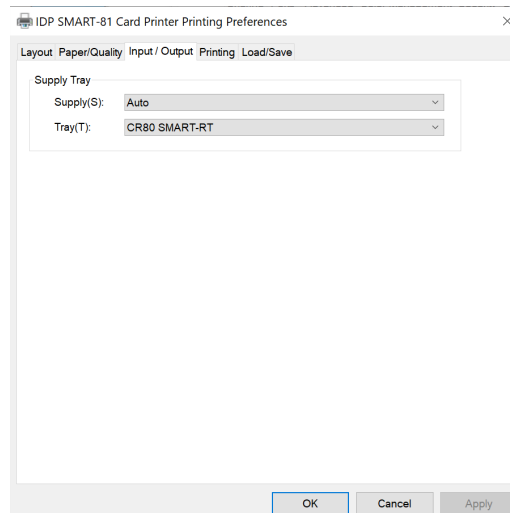 IDP SMART-81 Card Printer Printing Preferences
Layout Paper/Quality Input / Output Printing Load/Save
Supply Tray
Supply(S): Auto
Tray(T): CR80 SMART-RT
OK Cancel Apply